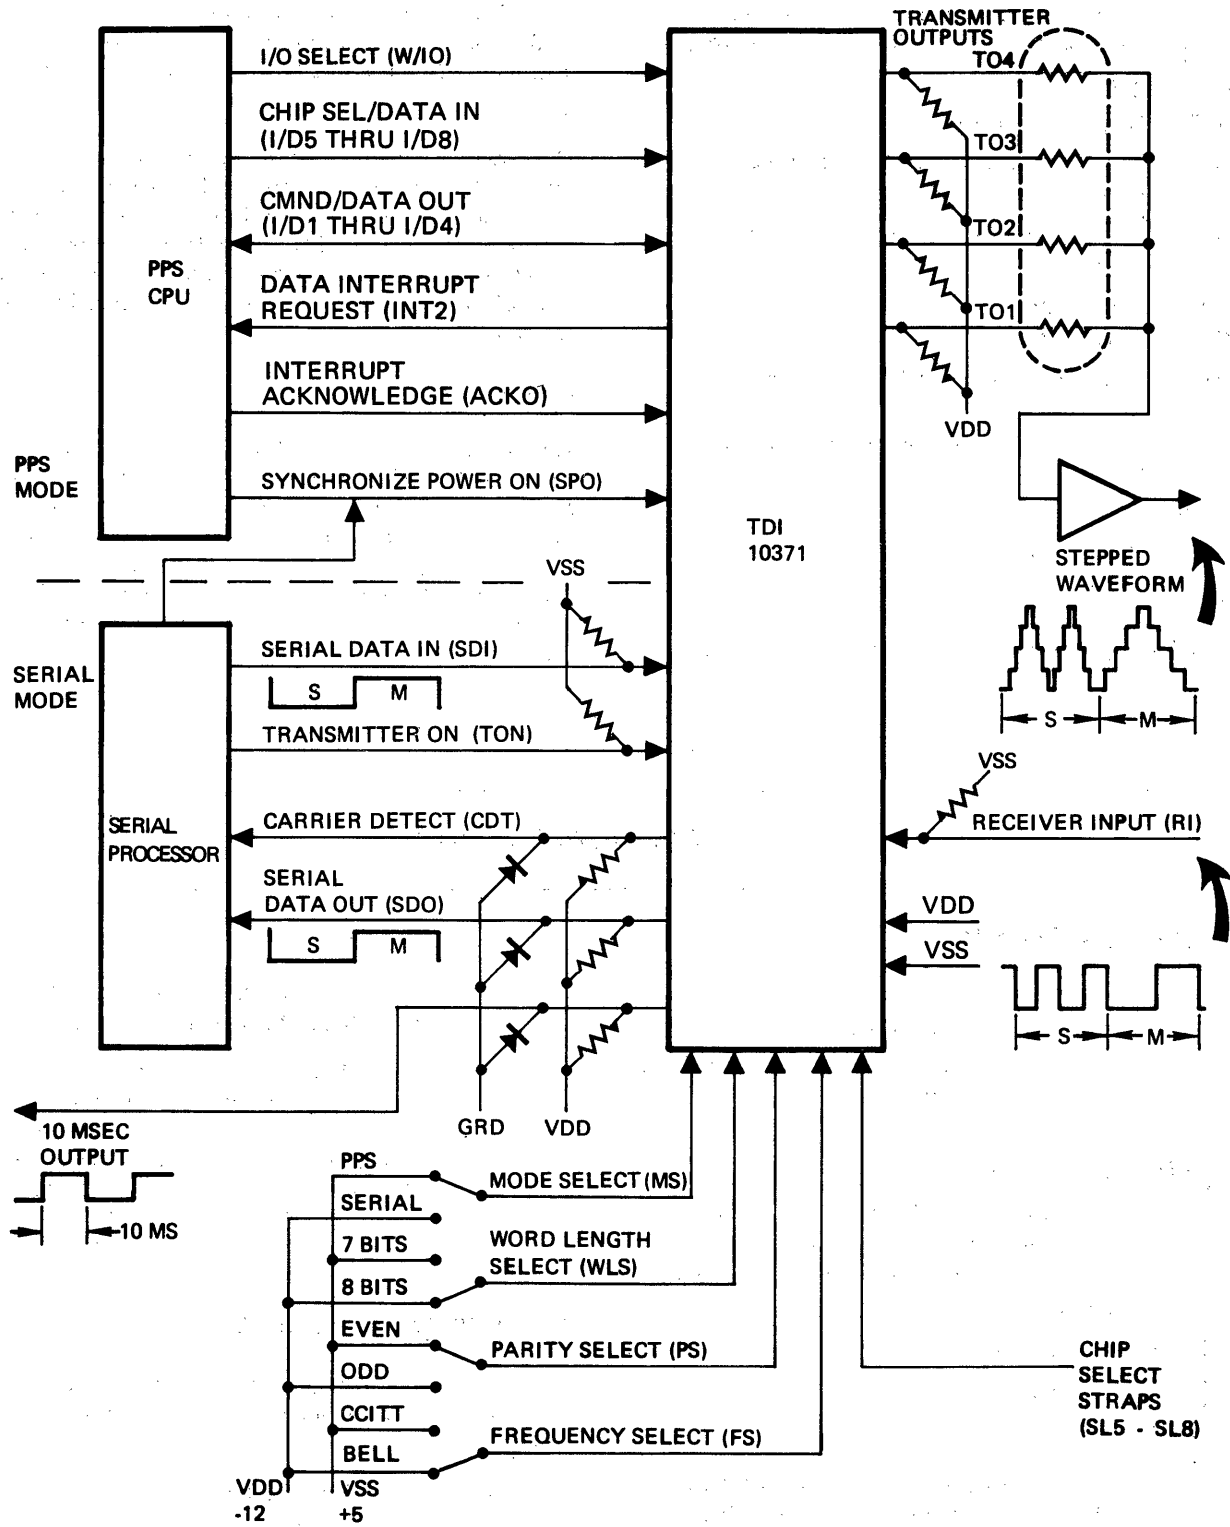 TRANSMITTER
OUTPUTS
I/O SELECT (W/IO)
TO4
CHIP SEL/DATA IN
(I/D5 THRU I/D8)
TO3
CMND/DATA OUT
(I/D1 THRU I/D4)
TO2
PPS
CPU
DATA INTERRUPT
REQUEST (INT2)
TO1
INTERRUPT
ACKNOWLEDGE (ACKO)
VDD
PPS
MODE
SYNCHRONIZE POWER ON (SPO)
TDI
10371
VSS
STEPPED
WAVEFORM
SERIAL
MODE
SERIAL DATA IN (SDI)
S
M
S
M
TRANSMITTER ON (TON)
VSS
SERIAL
PROCESSOR
CARRIER DETECT (CDT)
RECEIVER INPUT (RI)
SERIAL
DATA OUT (SDO)
S
M
VDD
VSS
S
M
GRD
VDD
10 MSEC
OUTPUT
10 MS
PPS
MODE SELECT (MS)
SERIAL
7 BITS
WORD LENGTH
SELECT (WLS)
8 BITS
EVEN
PARITY SELECT (PS)
ODD
CCITT
FREQUENCY SELECT (FS)
BELL
CHIP
SELECT
STRAPS
(SL5 - SL8)
VDD
-12
VSS
+5